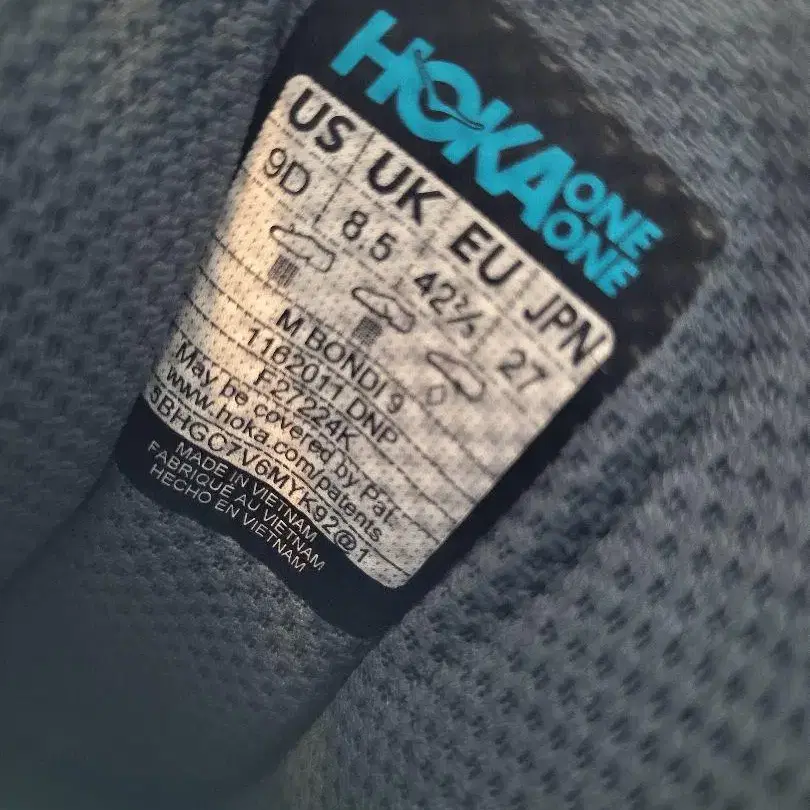 HOKA ONE ONE
US UK EU JPN
9D 8.5 42⅔ 27
M BONDI 9
1162011 DNP
F27224K
May be covered by Pat.
www.hoka.com/patents
5BHGC7V6MYK92@1
MADE IN VIETNAM
FABRIQUÉ AU VIETNAM
HECHO EN VIETNAM